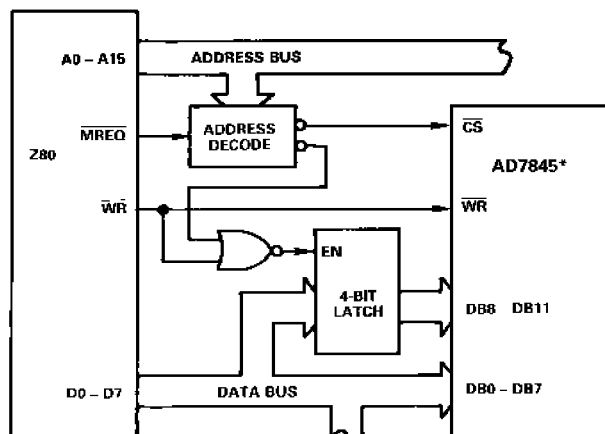 A0 – A15
ADDRESS BUS
MREQ
ADDRESS
DECODE
CS
Z80
AD7845*
WR
WR
EN
4-BIT
LATCH
DB8 DB11
D0 – D7
DATA BUS
DB0 – DB7